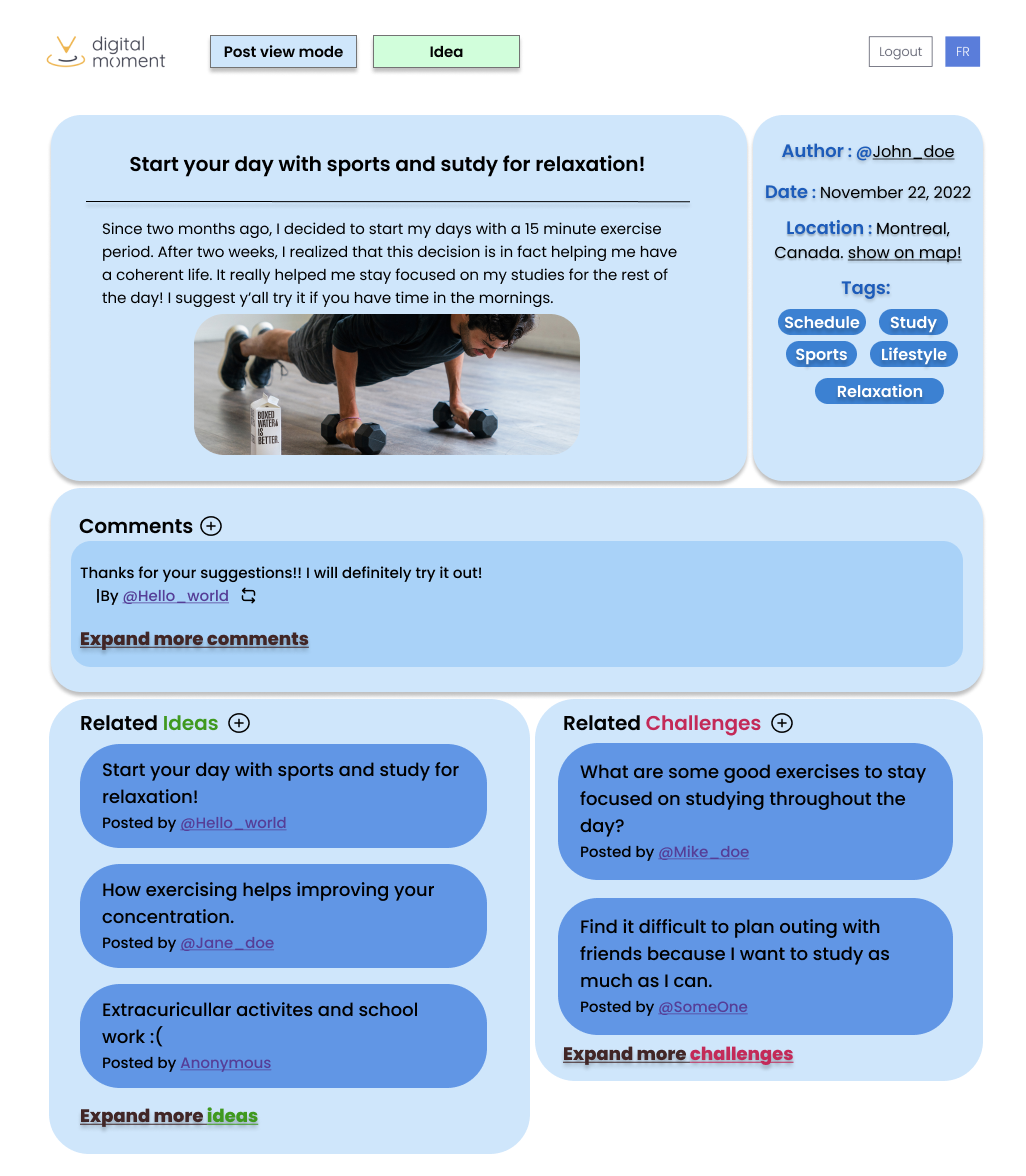 digital
moment
Post view mode
Idea
Logout
FR
Start your day with sports and sutdy for relaxation!
Since two months ago, I decided to start my days with a 15 minute exercise
period. After two weeks, I realized that this decision is in fact helping me have
a coherent life. It really helped me stay focused on my studies for the rest of
the day! I suggest y'all try it if you have time in the mornings.
BOXED
WATER
IS
BETTER.
Author : @John_doe
Date : November 22, 2022
Location : Montreal,
Canada. show on map!
Tags:
Schedule
Study
Sports
Lifestyle
Relaxation
Comments
Thanks for your suggestions!! I will definitely try it out!
|By @Hello_world
Expand more comments
Related Ideas
Start your day with sports and study for
relaxation!
Posted by @Hello_world
How exercising helps improving your
concentration.
Posted by @Jane_doe
Extracuricullar activites and school
work :(
Posted by Anonymous
Expand more ideas
Related Challenges
What are some good exercises to stay
focused on studying throughout the
day?
Posted by @Mike_doe
Find it difficult to plan outing with
friends because I want to study as
much as I can.
Posted by @SomeOne
Expand more challenges